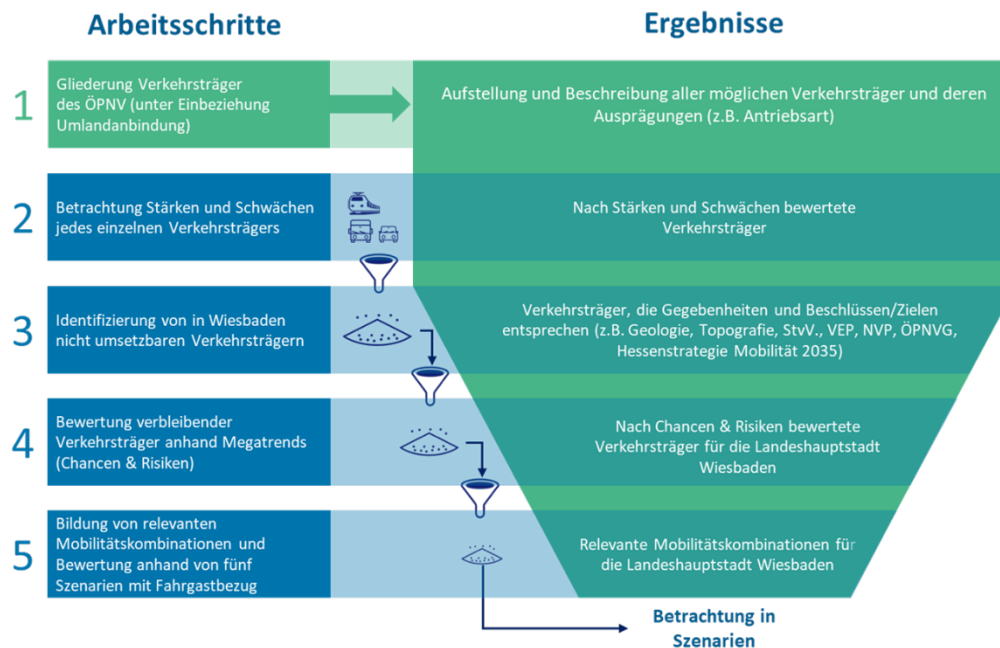 Arbeitsschritte
Ergebnisse
1
Gliederung Verkehrsträger
des ÖPNV (unter Einbeziehung
Umlandanbindung)
Aufstellung und Beschreibung aller möglichen Verkehrsträger und deren
Ausprägungen (z.B. Antriebsart)
2
Betrachtung Stärken und Schwächen
jedes einzelnen Verkehrsträgers
Nach Stärken und Schwächen bewertete
Verkehrsträger
3
Identifizierung von in Wiesbaden
nicht umsetzbaren Verkehrsträgern
Verkehrsträger, die Gegebenheiten und Beschlüssen/Zielen
entsprechen (z.B. Geologie, Topografie, StvV., VEP, NVP, ÖPNVG,
Hessenstrategie Mobilität 2035)
4
Bewertung verbleibender
Verkehrsträger anhand Megatrends
(Chancen & Risiken)
Nach Chancen & Risiken bewertete
Verkehrsträger für die Landeshauptstadt
Wiesbaden
5
Bildung von relevanten
Mobilitätskombinationen und
Bewertung anhand von fünf
Szenarien mit Fahrgastbezug
Relevante Mobilitätskombinationen für
die Landeshauptstadt Wiesbaden
Betrachtung in
Szenarien